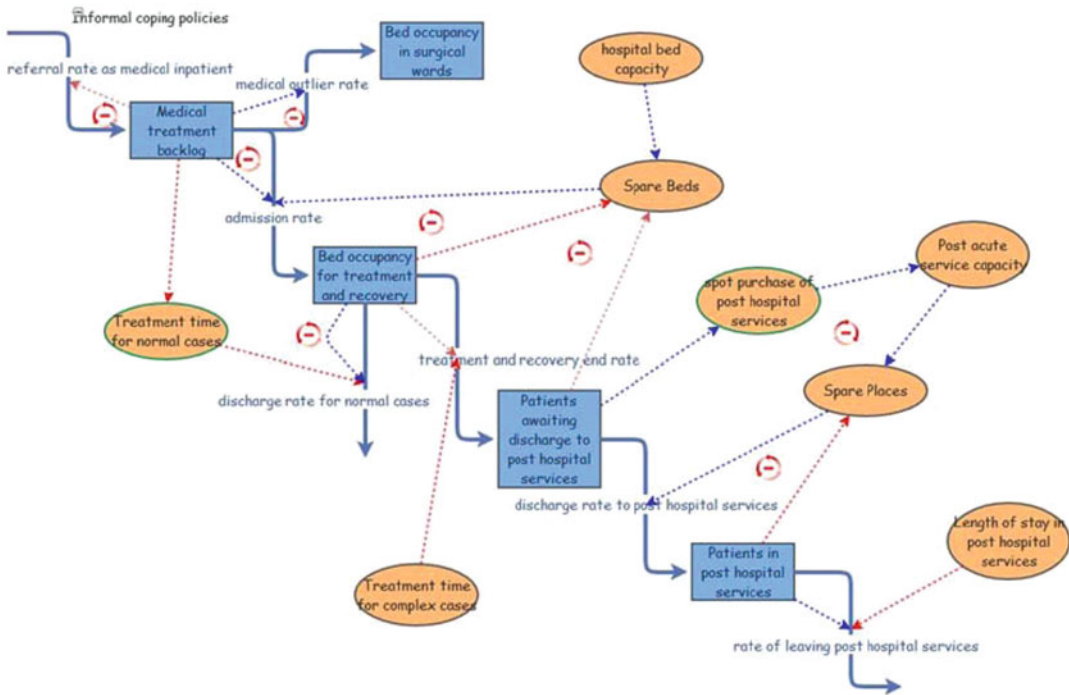 Informal coping policies
referral rate as medical inpatient
Bed occupancy
in surgical
words
medical outlier rate
hospital bed
capacity
Medical
treatment
backlog
Spare Beds
admission rate
Bed occupancy
for treatment
and recovery
Post acute
service capacity
spot purchase of
post hospital
services
Treatment time
for normal cases
treatment and recovery end rate
Spare Places
discharge rate for normal cases
Patients
awaiting
discharge to
post hospital
services
discharge rate to post hospital services
Length of stay in
post hospital
services
Patients in
post hospital
services
Treatment time
for complex cases
rate of leaving post hospital services